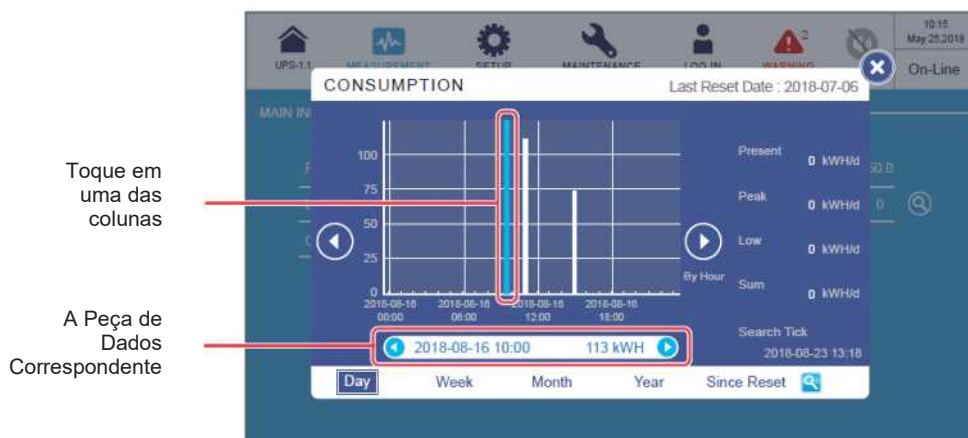 10:15
May 25,2018
2
UPS-1.1
MEASUREMENT
SETUP
MAINTENANCE
LOG IN
WARNING
On-Line
CONSUMPTION
Last Reset Date : 2018-07-06
MAIN IN
Toque em
uma das
colunas
100
75
50
25
0
2018-08-16
00:00
2018-08-16
06:00
2018-08-16
12:00
2018-08-16
18:00
By Hour
Present
0 kWH/d
Peak
0 kWH/d
Low
0 kWH/d
Sum
0 kWH/d
Search Tick
2018-08-23 13:18
0
A Peça de
Dados
Correspondente
2018-08-16 10:00 113 kWH
Day Week Month Year Since Reset